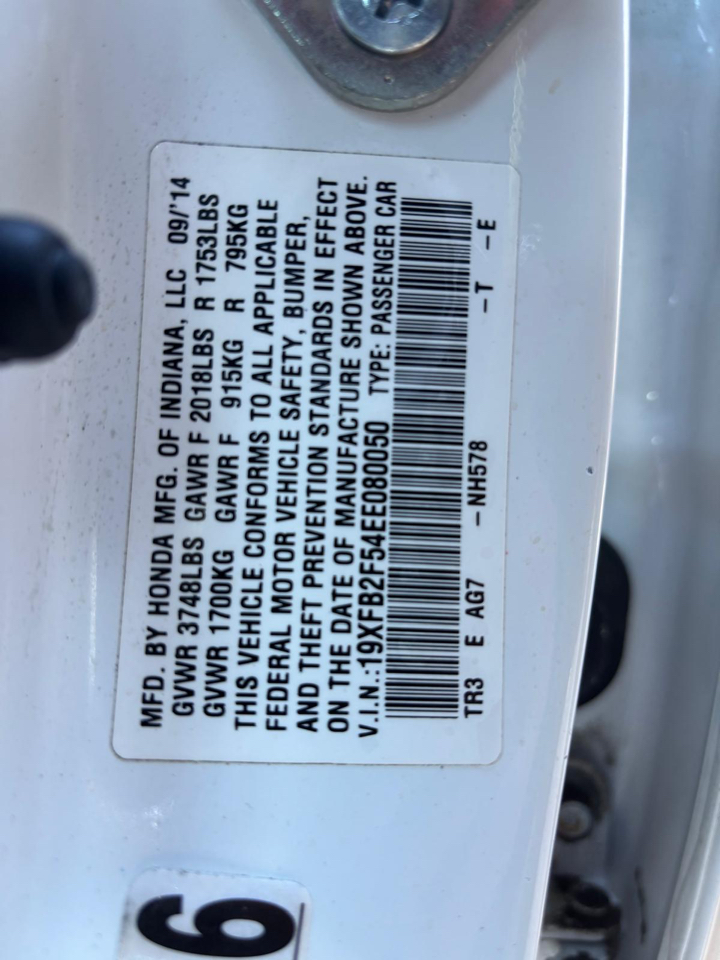 MFD. BY HONDA MFG. OF INDIANA, LLC 09/'14
GVWR 3748LBS GAWR F 2018LBS R 1753LBS
GVWR 1700KG GAWR F 915KG R 795KG
THIS VEHICLE CONFORMS TO ALL APPLICABLE
FEDERAL MOTOR VEHICLE SAFETY, BUMPER,
AND THEFT PREVENTION STANDARDS IN EFFECT
ON THE DATE OF MANUFACTURE SHOWN ABOVE.
V.I.N.:19XFB2F54EE080050 TYPE: PASSENGER CAR
TR3 E AG7 –NH578 –T –E
6